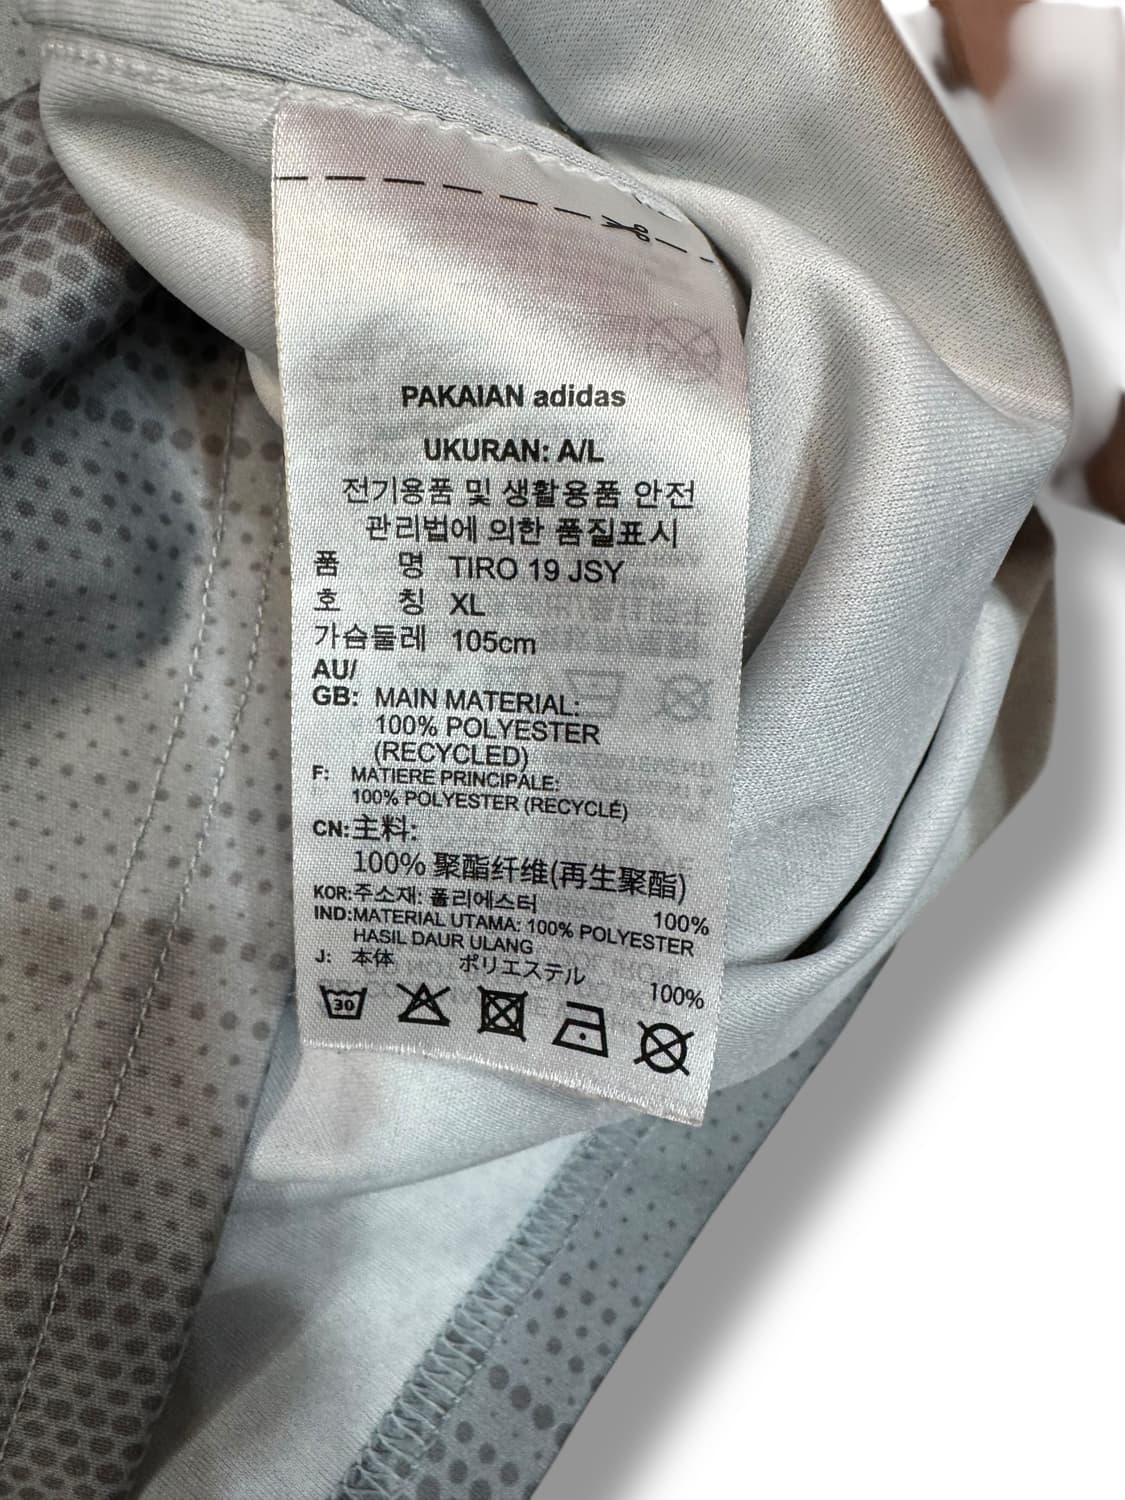 PAKAIAN adidas
UKURAN: A/L
전기용품 및 생활용품 안전
관리법에 의한 품질표시
품 명 TIRO 19 JSY
호 칭 XL
가슴둘레 105cm
AU/
GB: MAIN MATERIAL:
100% POLYESTER
(RECYCLED)
F: MATIERE PRINCIPALE:
100% POLYESTER (RECYCLÉ)
CN:主料:
100% 聚酯纤维(再生聚酯)
KOR:주소재: 폴리에스터 100%
IND:MATERIAL UTAMA: 100% POLYESTER
HASIL DAUR ULANG
J: 本体 ポリエステル 100%
30